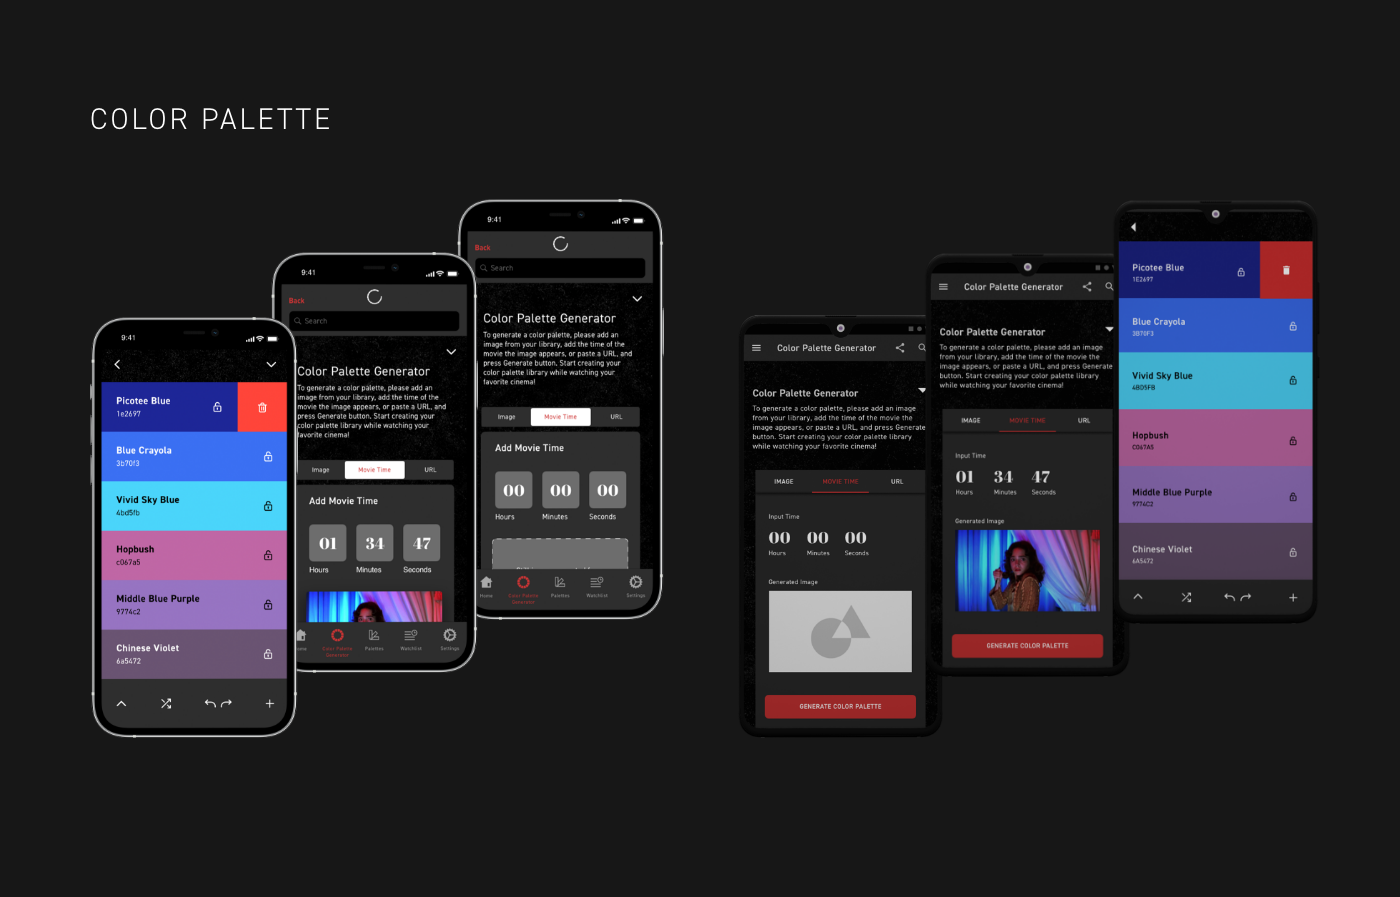 COLOR PALETTE
9:41
Picotee Blue
1e2697
Blue Crayola
3b70f3
Vivid Sky Blue
4bd5fb
Hopbush
c067a5
Middle Blue Purple
9774c2
Chinese Violet
6a5472
9:41
Back
Search
Color Palette Generator
To generate a color palette, please add an
image from your library, add the time of the
movie the image appears, or paste a URL, and
press Generate button. Start creating your
color palette library while watching your
favorite cinema!
Image Movie Time URL
Add Movie Time
01 34 47
Hours Minutes Seconds
Color Palette Palettes Watchlist Settings
Generator
9:41
Back
Search
Color Palette Generator
To generate a color palette, please add an
image from your library, add the time of the
movie the image appears, or paste a URL, and
press Generate button. Start creating your
color palette library while watching your
favorite cinema!
Image Movie Time URL
Add Movie Time
00 00 00
Hours Minutes Seconds
Home Color Palette Palettes Watchlist Settings
Generator
Color Palette Generator
Color Palette Generator
To generate a color palette, please add an image
from your library, add the time of the movie the
image appears, or paste a URL, and press Generate
button. Start creating your color palette library
while watching your favorite cinema!
IMAGE MOVIE TIME URL
Input Time
00 00 00
Hours Minutes Seconds
Generated Image
GENERATE COLOR PALETTE
Color Palette Generator
Color Palette Generator
To generate a color palette, please add an image
from your library, add the time of the movie the
image appears, or paste a URL, and press Generate
button. Start creating your color palette library
while watching your favorite cinema!
IMAGE MOVIE TIME URL
Input Time
01 34 47
Hours Minutes Seconds
Generated Image
GENERATE COLOR PALETTE
Picotee Blue
1E2697
Blue Crayola
3B70F3
Vivid Sky Blue
4BD5FB
Hopbush
C067A5
Middle Blue Purple
9774C2
Chinese Violet
6A5472